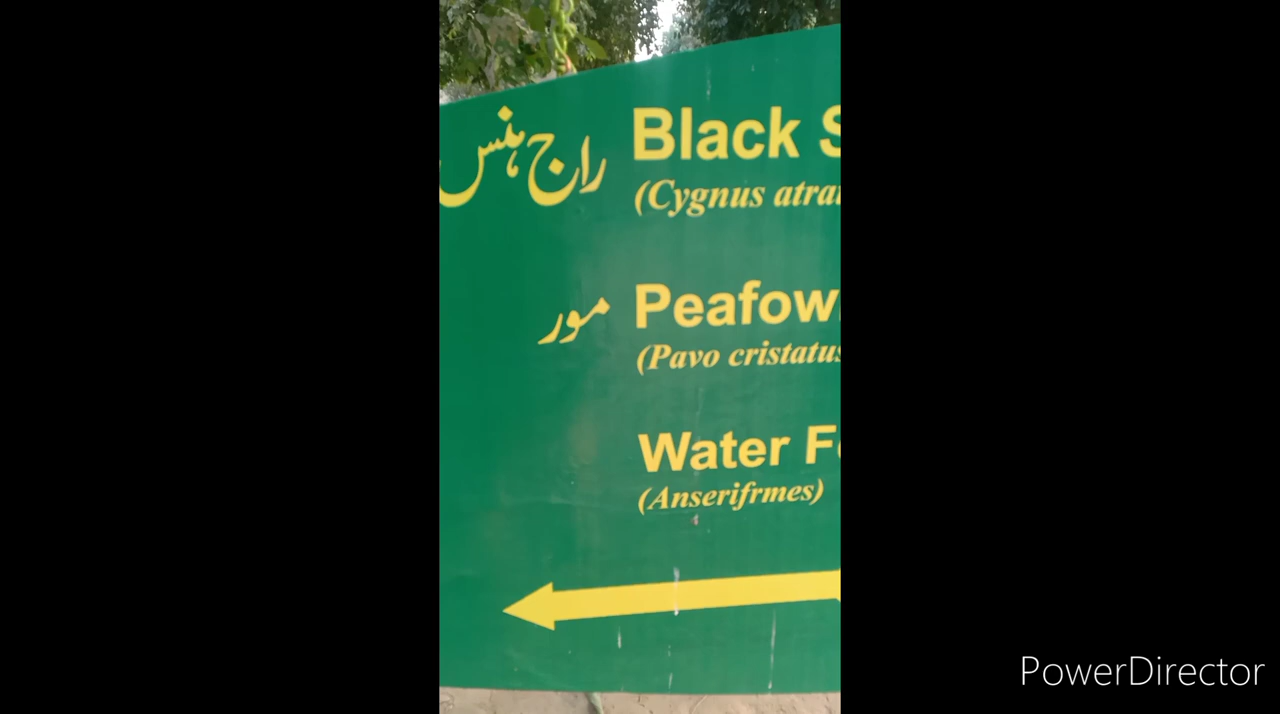 راج ہنس Black S
(Cygnus atra
مور Peafow
(Pavo cristatus
Water F
(Anserifrmes)
PowerDirector